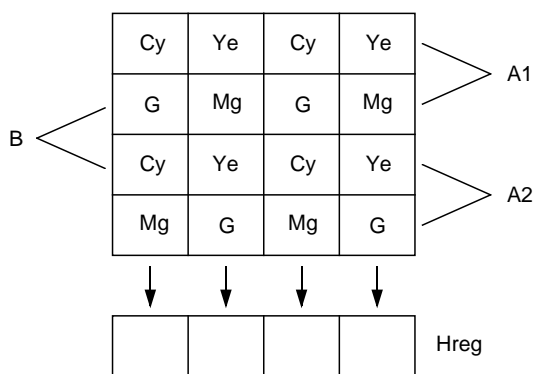 Cy Ye Cy Ye
A1
G Mg G Mg
B
Cy Ye Cy Ye
A2
Mg G Mg G
Hreg